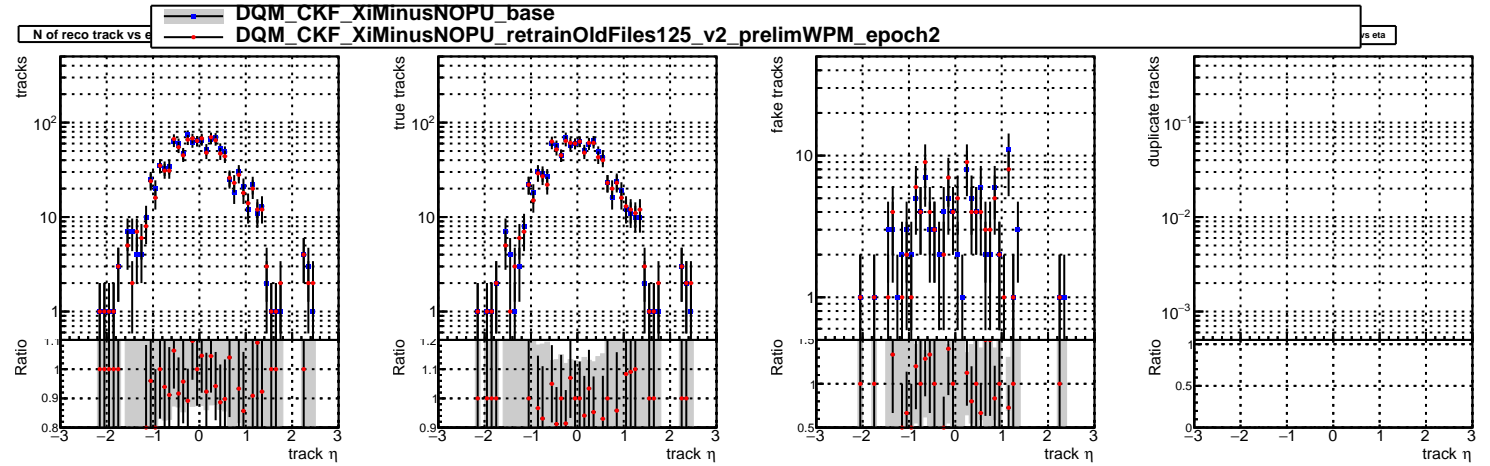 DQM_CKF_XiMinusNOPU_base
DQM_CKF_XiMinusNOPU_retrainOldFiles125_v2_prelimWPM_epoch2
N of reco track vs e
vs eta
tracks
10²
10
1
Ratio
1.1
1
0.9
0.8
−3 −2 −1 0 1 2 3
track η
true tracks
10²
10
1
Ratio
1.2
1.1
1
0.9
−3 −2 −1 0 1 2 3
track η
fake tracks
10
1
Ratio
1.5
1
0.5
−3 −2 −1 0 1 2 3
track η
duplicate tracks
10⁻¹
10⁻²
10⁻³
Ratio
1
0.5
0
−3 −2 −1 0 1 2 3
track η